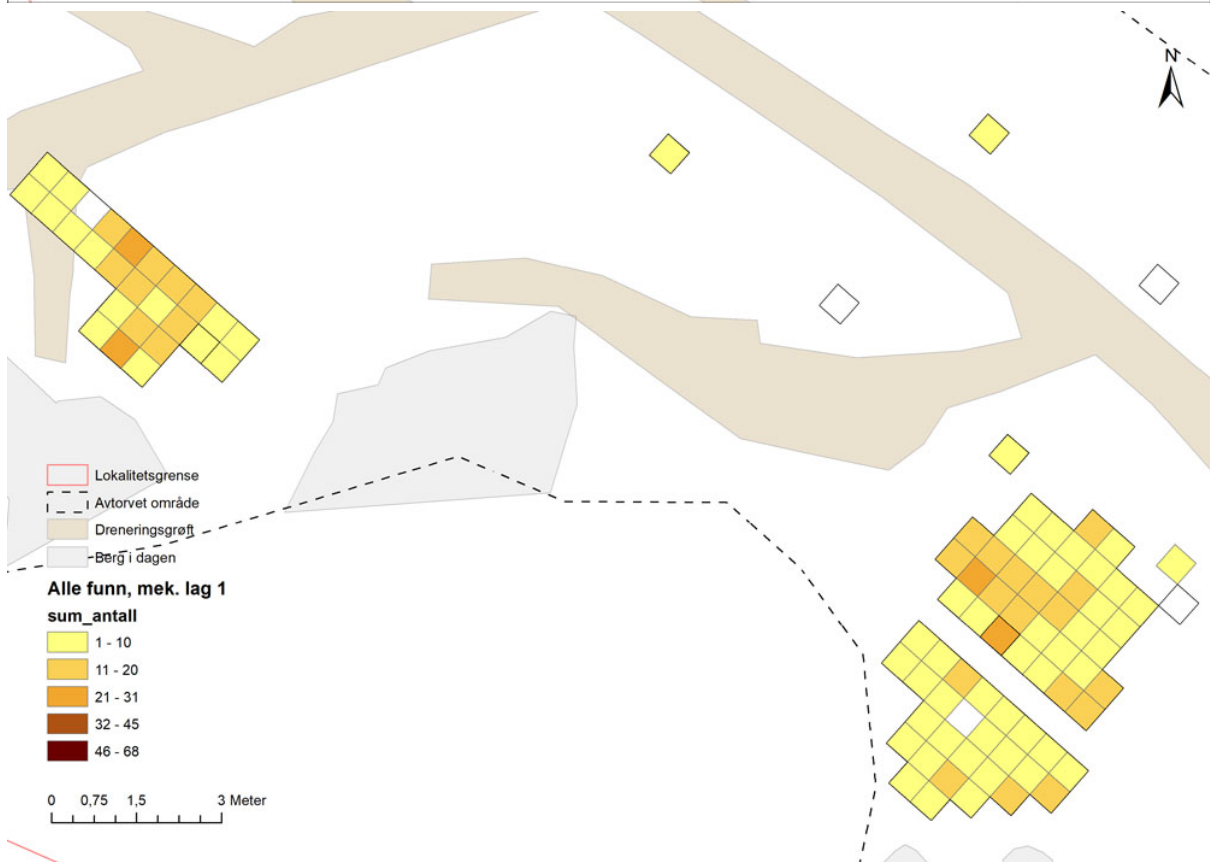 N
Lokalitetsgrense
Avtorvet område
Dreneringsgrøft
Berg i dagen
Alle funn, mek. lag 1
sum_antall
1 - 10
11 - 20
21 - 31
32 - 45
46 - 68
0 0,75 1,5 3 Meter